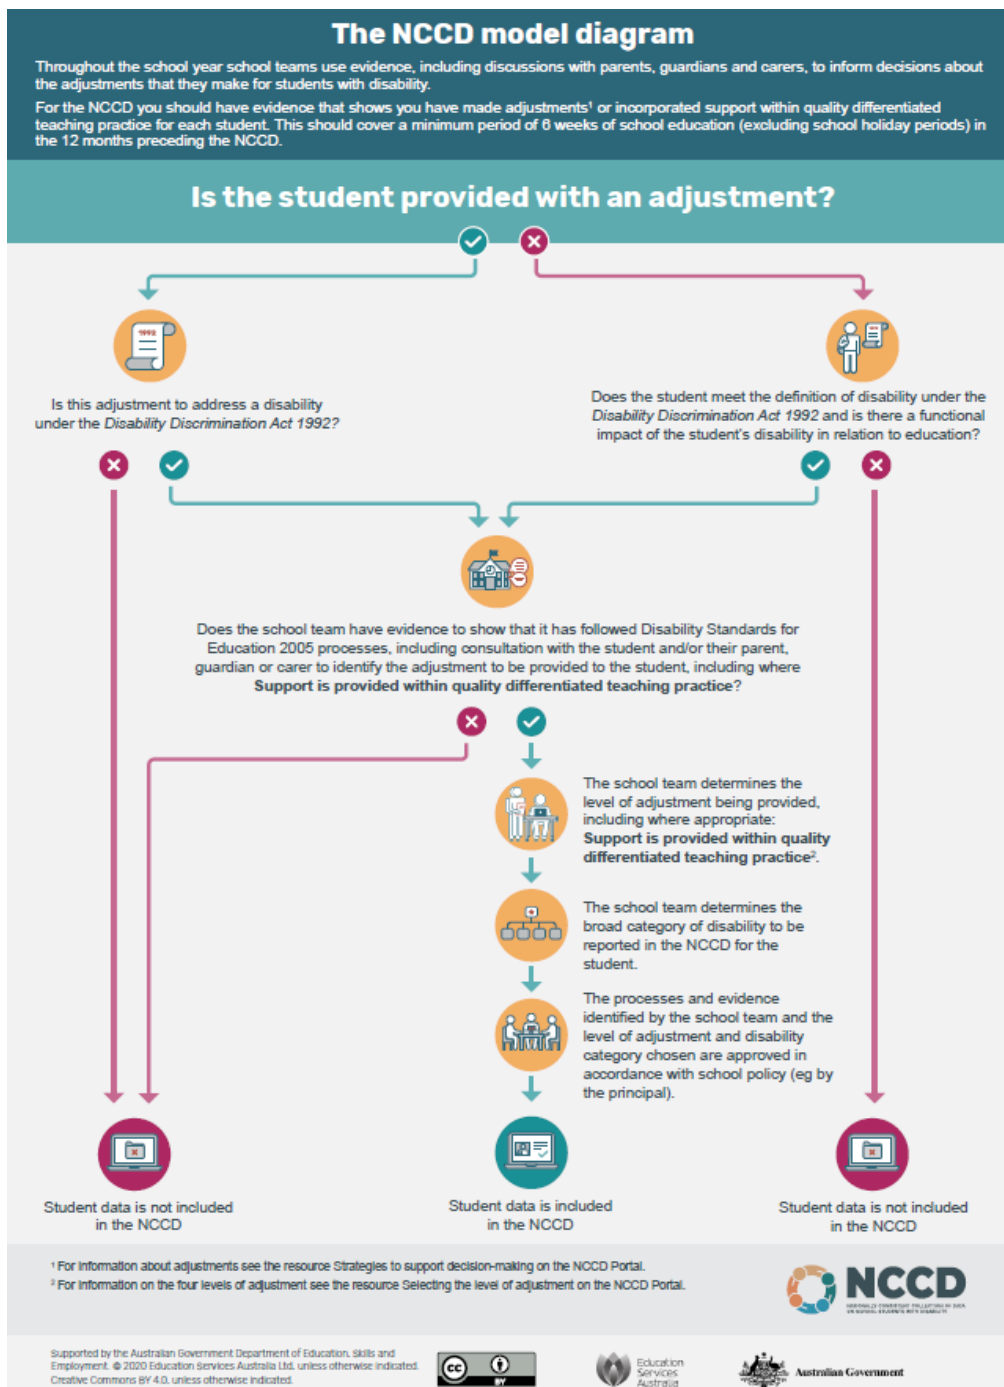 The NCCD model diagram
Throughout the school year school teams use evidence, including discussions with parents, guardians and carers, to inform decisions about
the adjustments that they make for students with disability.
For the NCCD you should have evidence that shows you have made adjustments¹ or incorporated support within quality differentiated
teaching practice for each student. This should cover a minimum period of 6 weeks of school education (excluding school holiday periods) in
the 12 months preceding the NCCD.
Is the student provided with an adjustment?
1992
Is this adjustment to address a disability
under the Disability Discrimination Act 1992?
Does the student meet the definition of disability under the
Disability Discrimination Act 1992 and is there a functional
impact of the student's disability in relation to education?
Does the school team have evidence to show that it has followed Disability Standards for
Education 2005 processes, including consultation with the student and/or their parent,
guardian or carer to identify the adjustment to be provided to the student, including where
Support is provided within quality differentiated teaching practice?
The school team determines the
level of adjustment being provided,
including where appropriate:
Support is provided within quality
differentiated teaching practice².
The school team determines the
broad category of disability to be
reported in the NCCD for the
student.
The processes and evidence
identified by the school team and the
level of adjustment and disability
category chosen are approved in
accordance with school policy (eg by
the principal).
Student data is not included
in the NCCD
Student data is included
in the NCCD
Student data is not included
in the NCCD
¹ For information about adjustments see the resource Strategies to support decision-making on the NCCD Portal.
² For information on the four levels of adjustment see the resource Selecting the level of adjustment on the NCCD Portal.
NCCD
NATIONALLY CONSISTENT COLLECTION OF DATA
ON SCHOOL STUDENTS WITH DISABILITY
Supported by the Australian Government Department of Education, Skills and
Employment. © 2020 Education Services Australia Ltd, unless otherwise indicated.
Creative Commons BY 4.0, unless otherwise indicated.
cc
BY
Education
Services
Australia
Australian Government